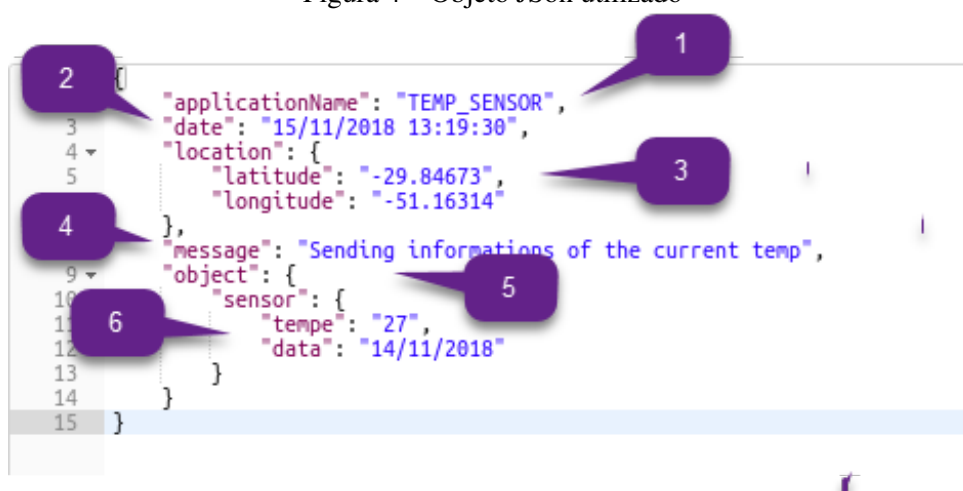 Figura 4 – Objeto JSon utilizado
1
2
{
"applicationName": "TEMP_SENSOR",
3 "date": "15/11/2018 13:19:30",
4 "location": {
5 "latitude": "-29.84673",
"longitude": "-51.16314"
3
},
4
"message": "Sending informations of the current temp",
9 "object": {
5
10 "sensor": {
11 "tempe": "27",
6
12 "data": "14/11/2018"
13 }
14 }
15 }